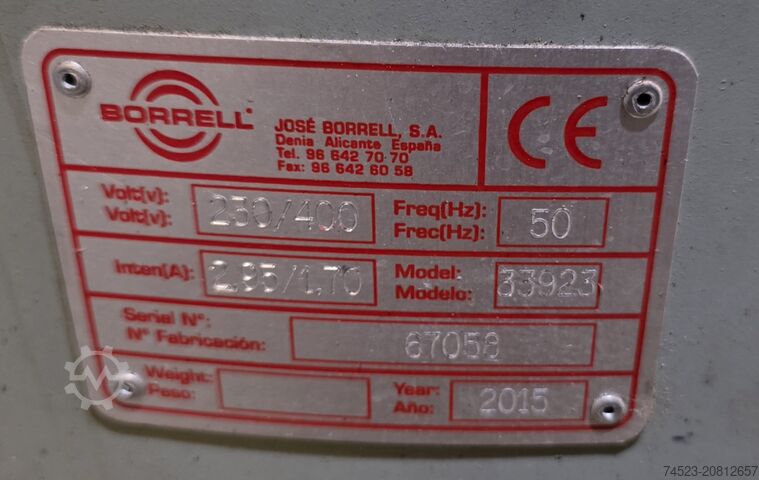 BORRELL
JOSÉ BORRELL, S.A.
Denia Alicante España
Tel. 96 642 70 70
Fax: 96 642 60 58
CE
Volt(v): 230/400 Freq(Hz): 50
Volt(v): Frec(Hz):
Inten(A): 2,95/1,70 Model: 33923
Modelo:
Serial Nº: 67058
Nº Fabricación:
Weight: Year: 2015
Peso: Año:
74523-20812657